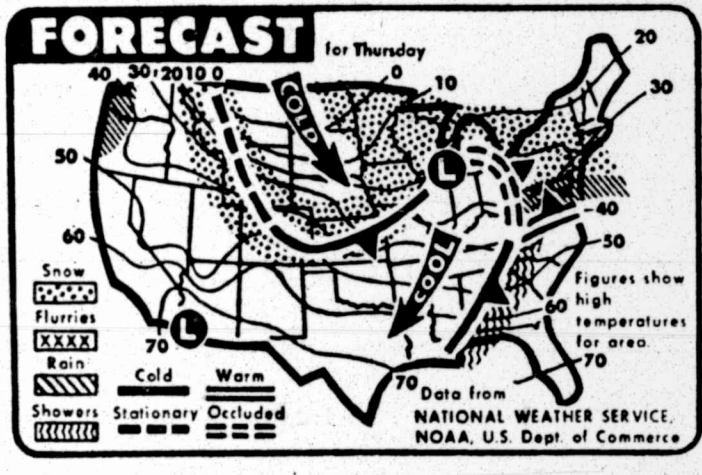 FORECAST
for Thursday
40 30 20 10 0
0
10
20
30
50
60
70
COLD
L
COOL
L
40
50
60
70
70
Figures show
high
temperatures
for area.
Snow
Flurries
XXXX
Rain
Showers
Cold Warm
Stationary Occluded
Data from
NATIONAL WEATHER SERVICE,
NOAA, U.S. Dept. of Commerce